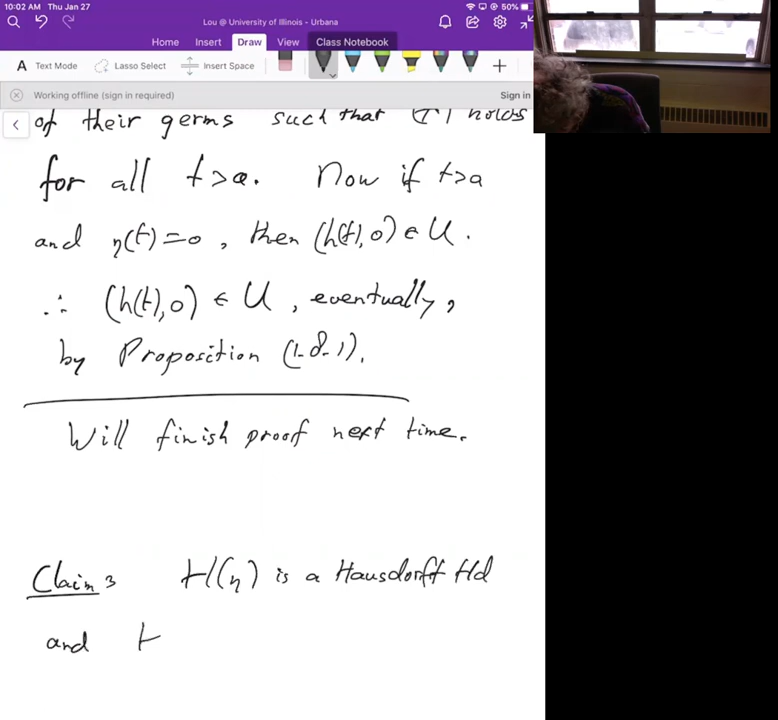 10:02 AM Thu Jan 27
50%
Lou @ University of Illinois - Urbana
Home Insert Draw View Class Notebook
A Text Mode Lasso Select Insert Space
Working offline (sign in required) Sign in
of their germs such that (†) holds
for all t>a. Now if t>a
and η(t)=0, then (h(t),0) ∈ U.
∴ (h(t),0) ∈ U, eventually,
by Proposition (1.8.1).
Will finish proof next time.
Claim 3 H(η) is a Hausdorff fld
and